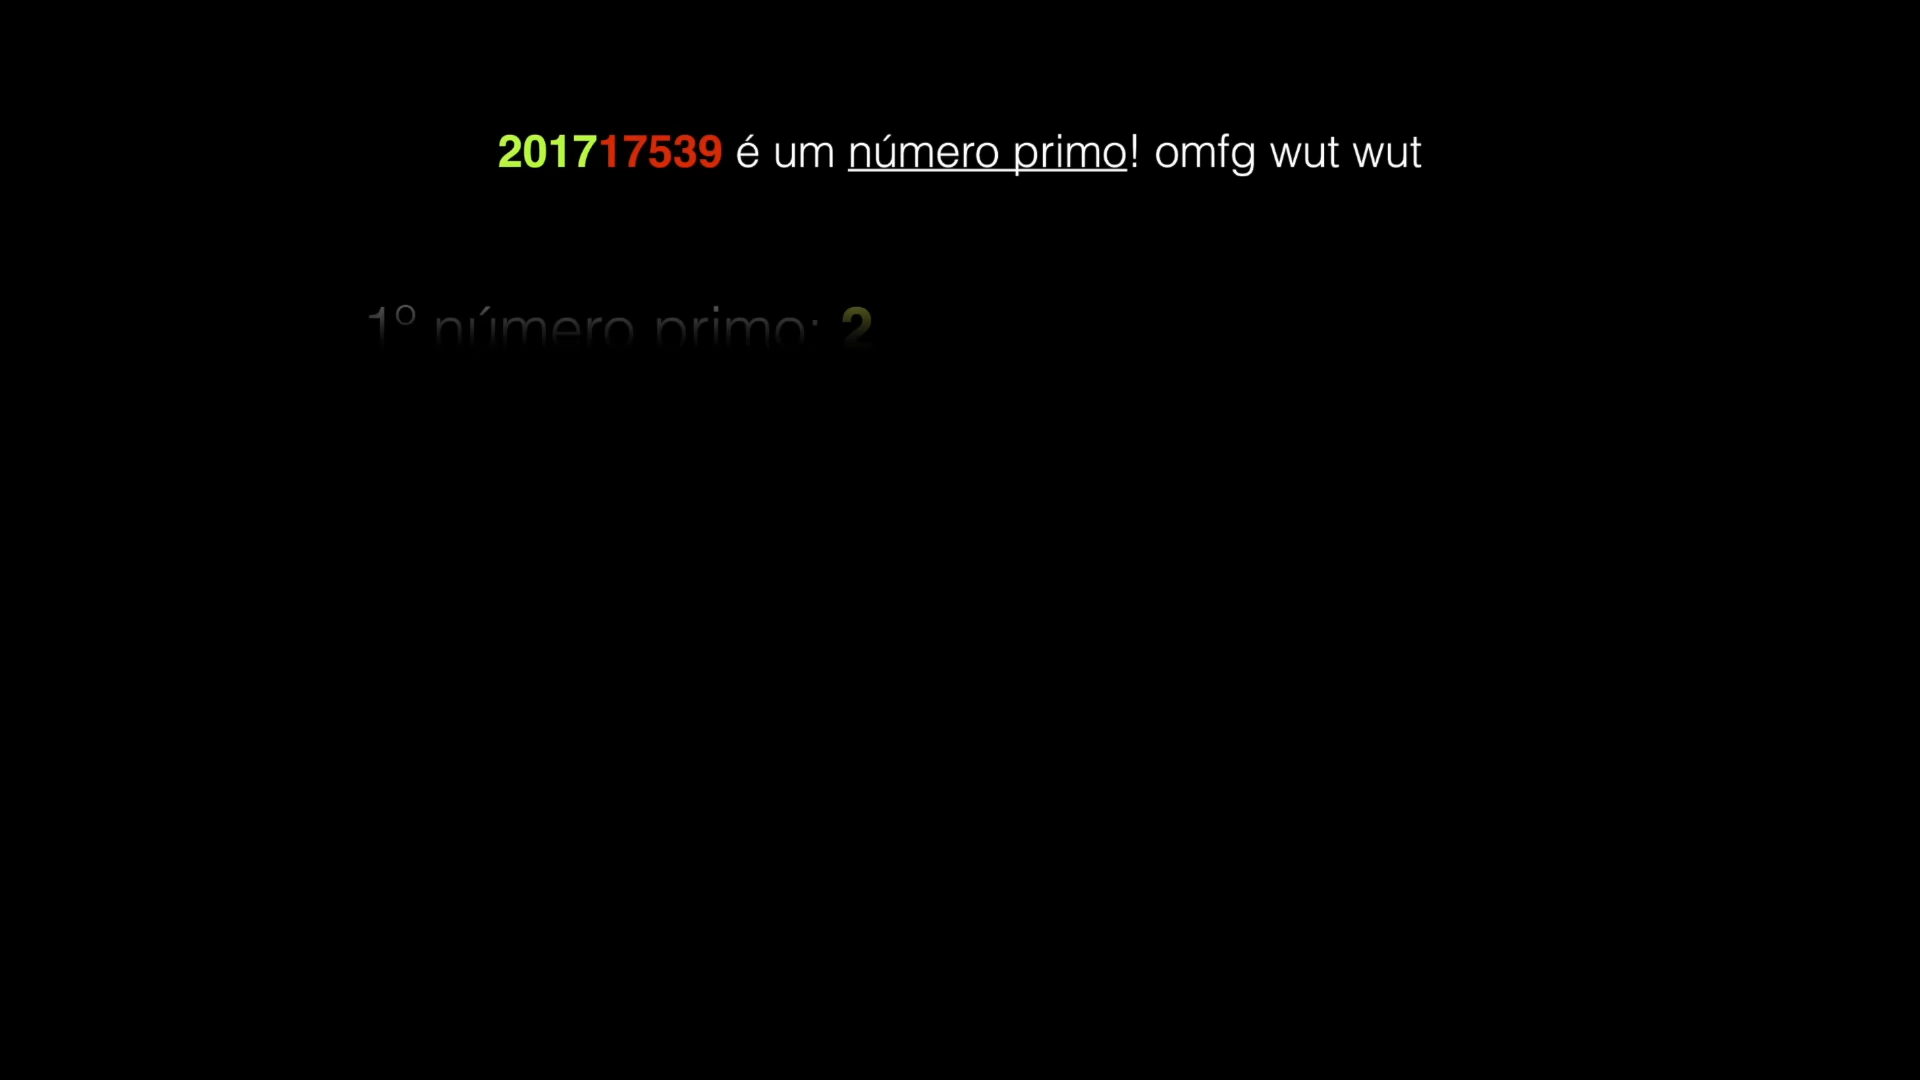 201717539 é um número primo! omfg wut wut
1º número primo: 2